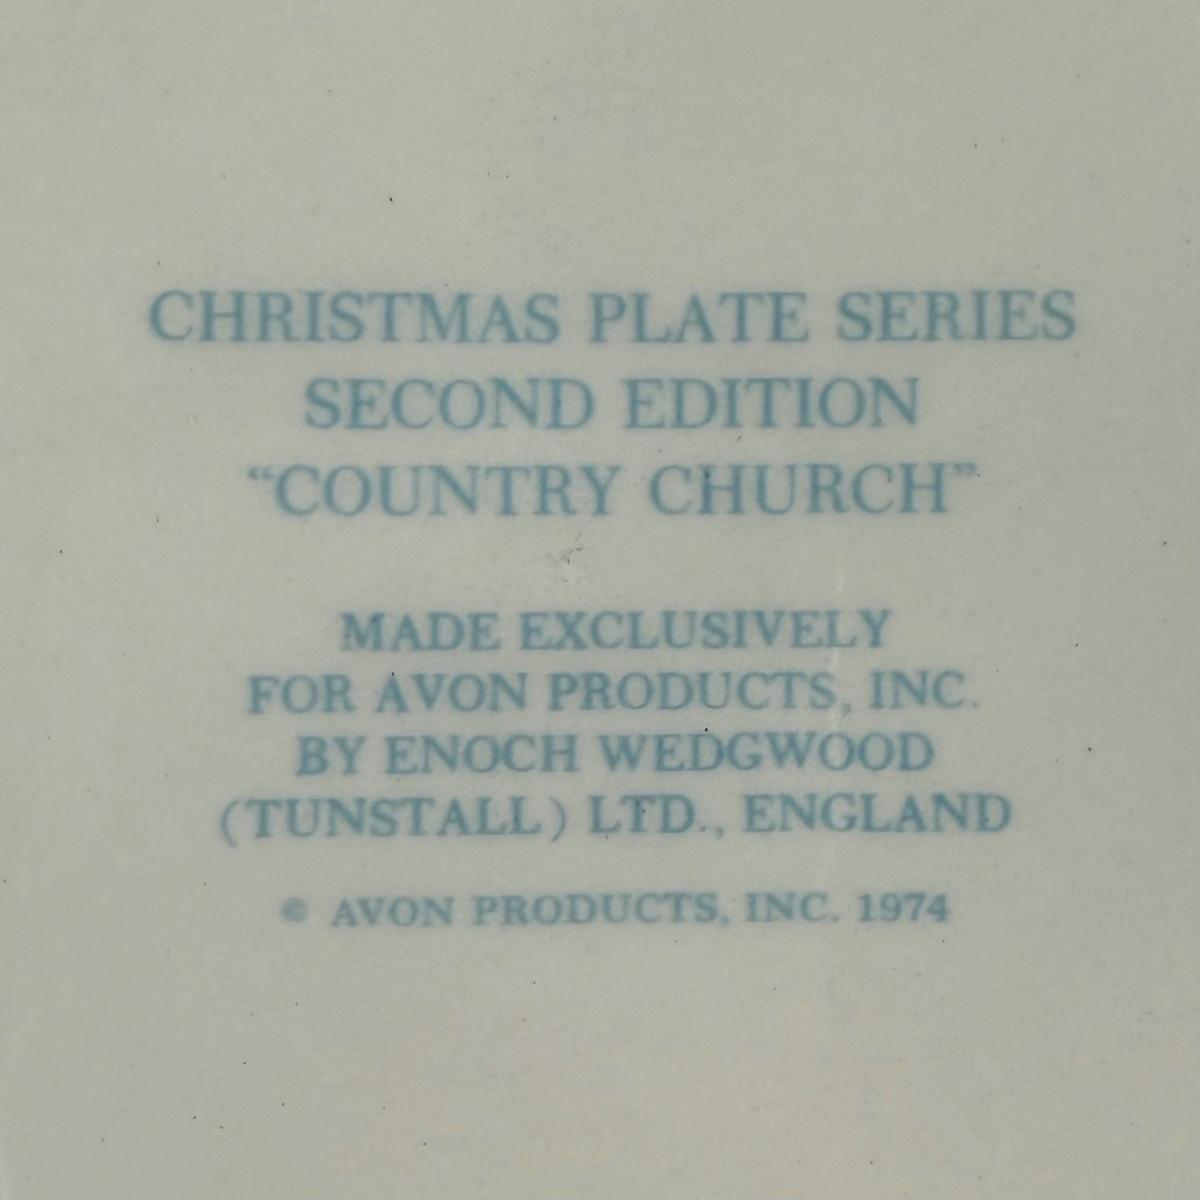 CHRISTMAS PLATE SERIES
SECOND EDITION
“COUNTRY CHURCH”
MADE EXCLUSIVELY
FOR AVON PRODUCTS, INC.
BY ENOCH WEDGWOOD
(TUNSTALL) LTD., ENGLAND
© AVON PRODUCTS, INC. 1974